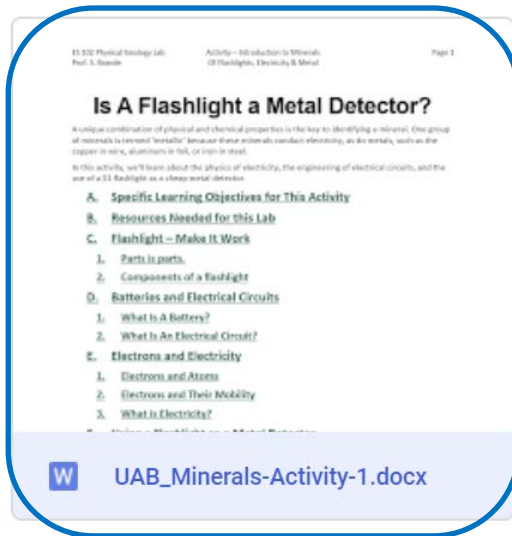 ES 102 Physical Geology Lab Activity – Introduction to Minerals Page 1
Prof. S. Brande Of Flashlights, Electricity & Metal
Is A Flashlight a Metal Detector?
A unique combination of physical and chemical properties is the key to identifying a mineral. One group
of minerals is termed 'metallic' because these minerals conduct electricity, as do metals, such as the
copper in wire, aluminum in foil, or iron in steel.
In this activity, we'll learn about the physics of electricity, the engineering of electrical circuits, and the
use of a $1 flashlight as a cheap metal detector.
A. Specific Learning Objectives for This Activity
B. Resources Needed for this Lab
C. Flashlight – Make It Work
1. Parts is parts.
2. Components of a flashlight
D. Batteries and Electrical Circuits
1. What Is A Battery?
2. What Is An Electrical Circuit?
E. Electrons and Electricity
1. Electrons and Atoms
2. Electrons and Their Mobility
3. What is Electricity?
Using a Flashlight as a Metal Detector
W UAB_Minerals-Activity-1.docx